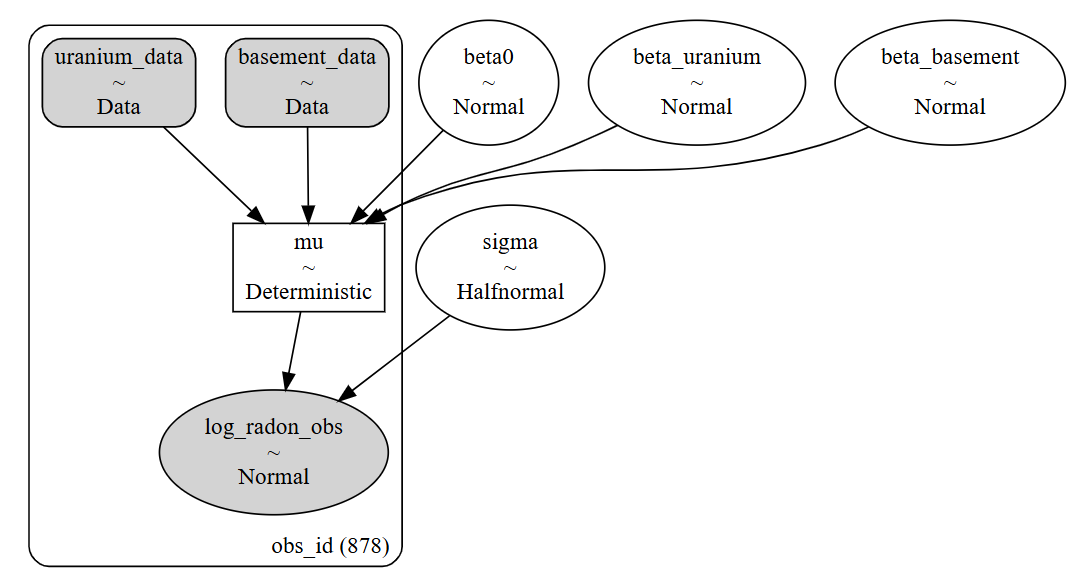 uranium_data
~
Data
basement_data
~
Data
beta0
~
Normal
beta_uranium
~
Normal
beta_basement
~
Normal
mu
~
Deterministic
sigma
~
Halfnormal
log_radon_obs
~
Normal
obs_id (878)